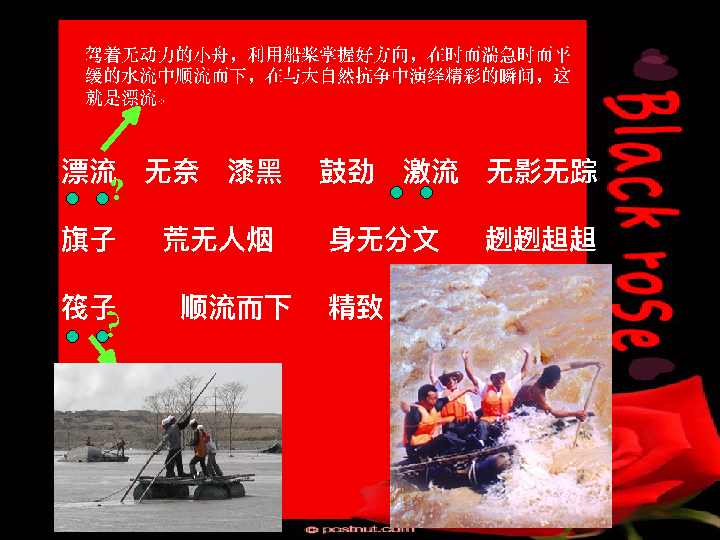 驾着无动力的小舟，利用船桨掌握好方向，在时而湍急时而平
缓的水流中顺流而下，在与大自然抗争中演绎精彩的瞬间，这
就是漂流。
漂流 无奈 漆黑 鼓劲 激流 无影无踪
?
旗子 荒无人烟 身无分文 趔趔趄趄
筏子 顺流而下 精致
?
Black rose
© postnut.com